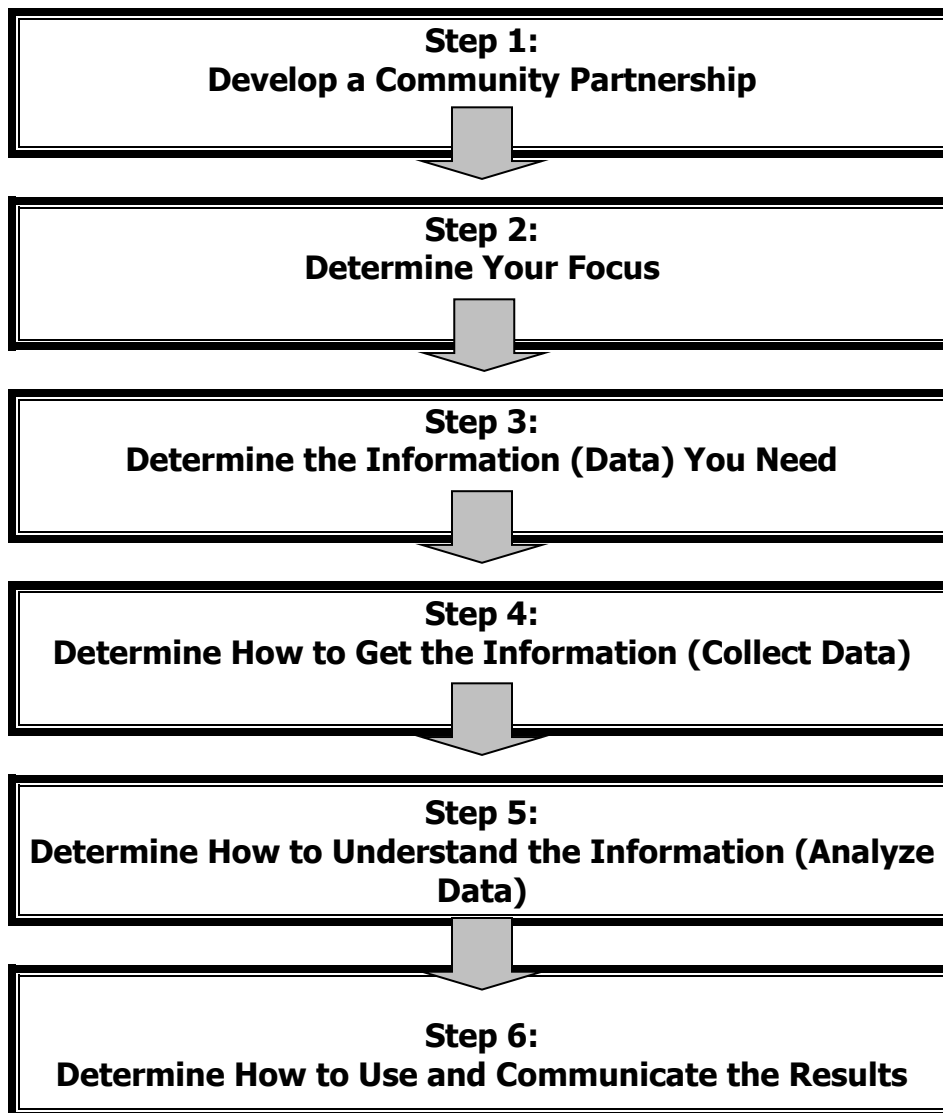 Step 1:
Develop a Community Partnership
Step 2:
Determine Your Focus
Step 3:
Determine the Information (Data) You Need
Step 4:
Determine How to Get the Information (Collect Data)
Step 5:
Determine How to Understand the Information (Analyze
Data)
Step 6:
Determine How to Use and Communicate the Results